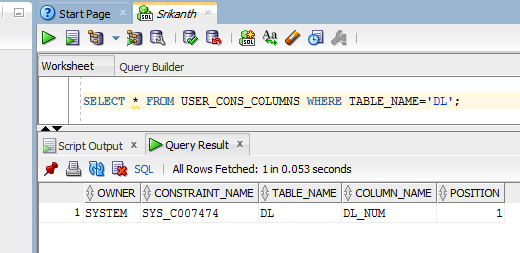 Start Page x Srikanth x
Worksheet Query Builder
SELECT * FROM USER_CONS_COLUMNS WHERE TABLE_NAME='DL';
Script Output x Query Result x
SQL | All Rows Fetched: 1 in 0.053 seconds
OWNER CONSTRAINT_NAME TABLE_NAME COLUMN_NAME POSITION
1 SYSTEM SYS_C007474 DL DL_NUM 1